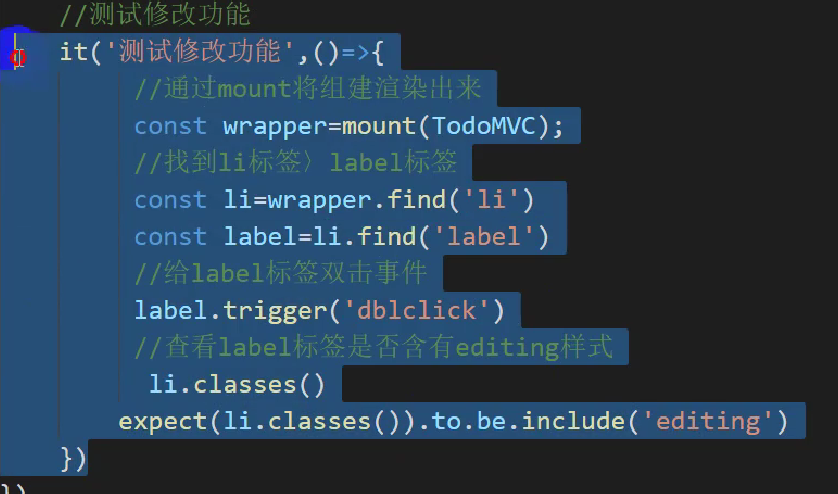 //测试修改功能
it('测试修改功能',()=>{
//通过mount将组建渲染出来
const wrapper=mount(TodoMVC);
//找到li标签〉label标签
const li=wrapper.find('li')
const label=li.find('label')
//给label标签双击事件
label.trigger('dblclick')
//查看label标签是否含有editing样式
li.classes()
expect(li.classes()).to.be.include('editing')
})
})